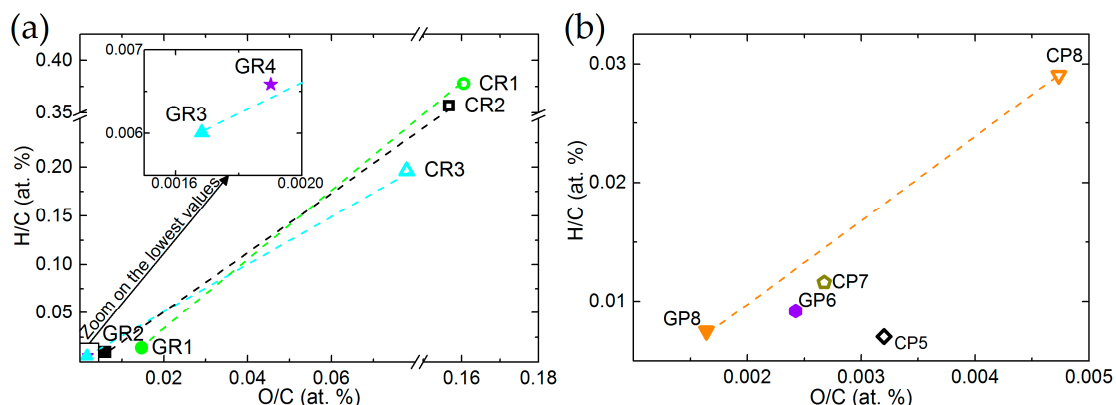 (a)
H/C (at. %)
0.40
0.35
0.20
0.15
0.10
0.05
0.007
0.006
0.0016
0.0020
GR4
GR3
CR1
CR2
CR3
Zoom on the lowest values
GR2
GR1
0.02
0.04
0.06
0.16
0.18
O/C (at. %)
(b)
H/C (at. %)
0.03
0.02
0.01
CP8
CP7
GP6
GP8
CP5
0.002
0.003
0.004
0.005
O/C (at. %)